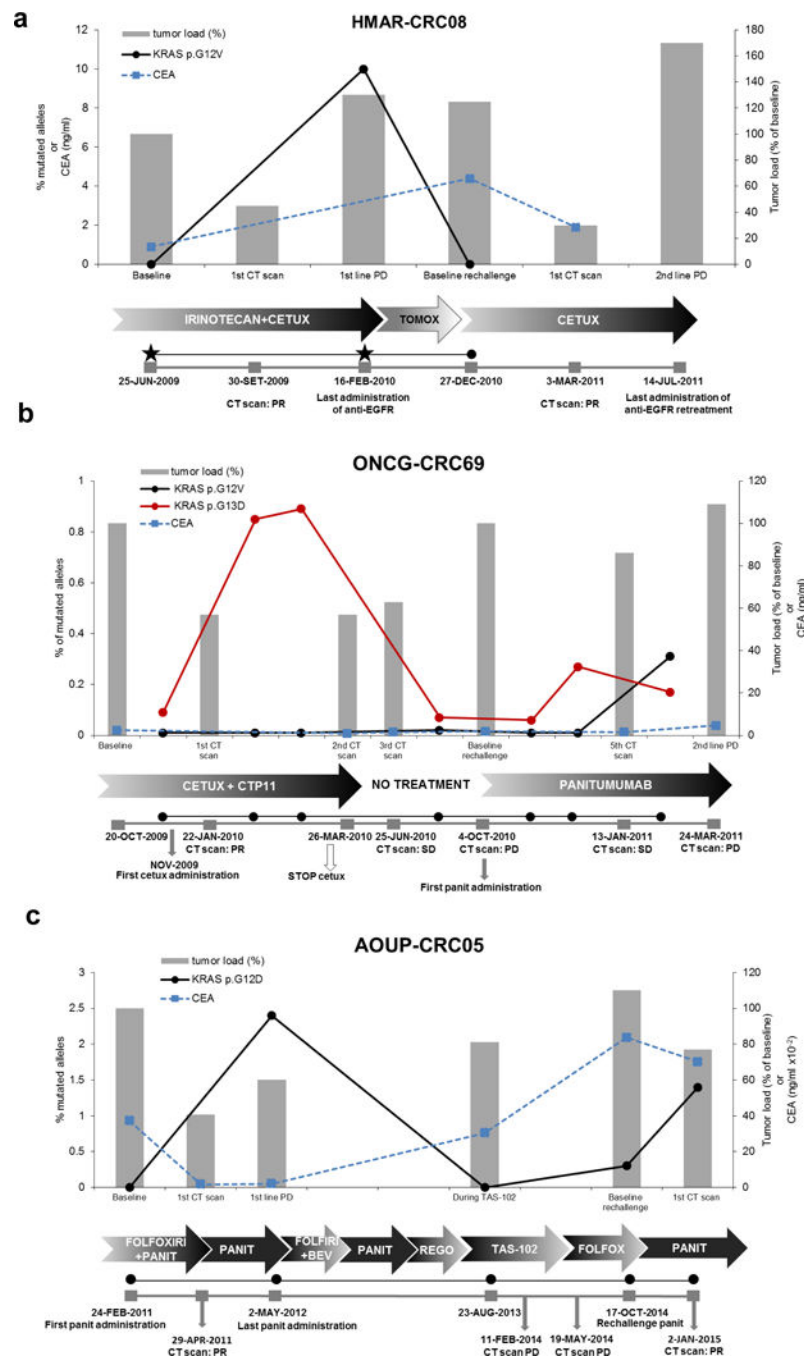 a
HMAR-CRC08
tumor load (%)
KRAS p.G12V
CEA
12
10
8
6
4
2
0
% mutated alleles
or
CEA (ng/ml)
180
160
140
120
100
80
60
40
20
0
Tumor load (% of baseline)
Baseline
1st CT scan
1st line PD
Baseline rechallenge
1st CT scan
2nd line PD
IRINOTECAN+CETUX
TOMOX
CETUX
25-JUN-2009
30-SET-2009
16-FEB-2010
27-DEC-2010
3-MAR-2011
14-JUL-2011
CT scan: PR
Last administration
of anti-EGFR
CT scan: PR
Last administration of
anti-EGFR retreatment
b
ONCG-CRC69
tumor load (%)
KRAS p.G12V
KRAS p.G13D
CEA
1
0.8
0.6
0.4
0.2
0
% of mutated alleles
120
100
80
60
40
20
0
Tumor load (% of baseline)
or
CEA (ng/ml)
Baseline
1st CT
scan
2nd CT
scan
3rd CT
scan
Baseline
rechallenge
5th CT
scan
2nd line PD
CETUX + CTP11
NO TREATMENT
PANITUMUMAB
20-OCT-2009
22-JAN-2010
CT scan: PR
26-MAR-2010
25-JUN-2010
CT scan: SD
4-OCT-2010
CT scan: PD
13-JAN-2011
CT scan: SD
24-MAR-2011
CT scan: PD
NOV-2009
First cetux administration
STOP cetux
First panit administration
c
AOUP-CRC05
tumor load (%)
KRAS p.G12D
CEA
3
2.5
2
1.5
1
0.5
0
% mutated alleles
120
100
80
60
40
20
0
Tumor load (% of baseline)
or
CEA (ng/ml x10⁻²)
Baseline
1st CT scan
1st line PD
During TAS-102
Baseline
rechallenge
1st CT scan
FOLFOXIRI
+PANIT
PANIT
FOLFIRI
+BEV
PANIT
REGO
TAS-102
FOLFOX
PANIT
24-FEB-2011
First panit administration
2-MAY-2012
Last panit administration
23-AUG-2013
17-OCT-2014
Rechallenge panit
29-APR-2011
CT scan: PR
11-FEB-2014
CT scan PD
19-MAY-2014
CT scan PD
2-JAN-2015
CT scan: PR